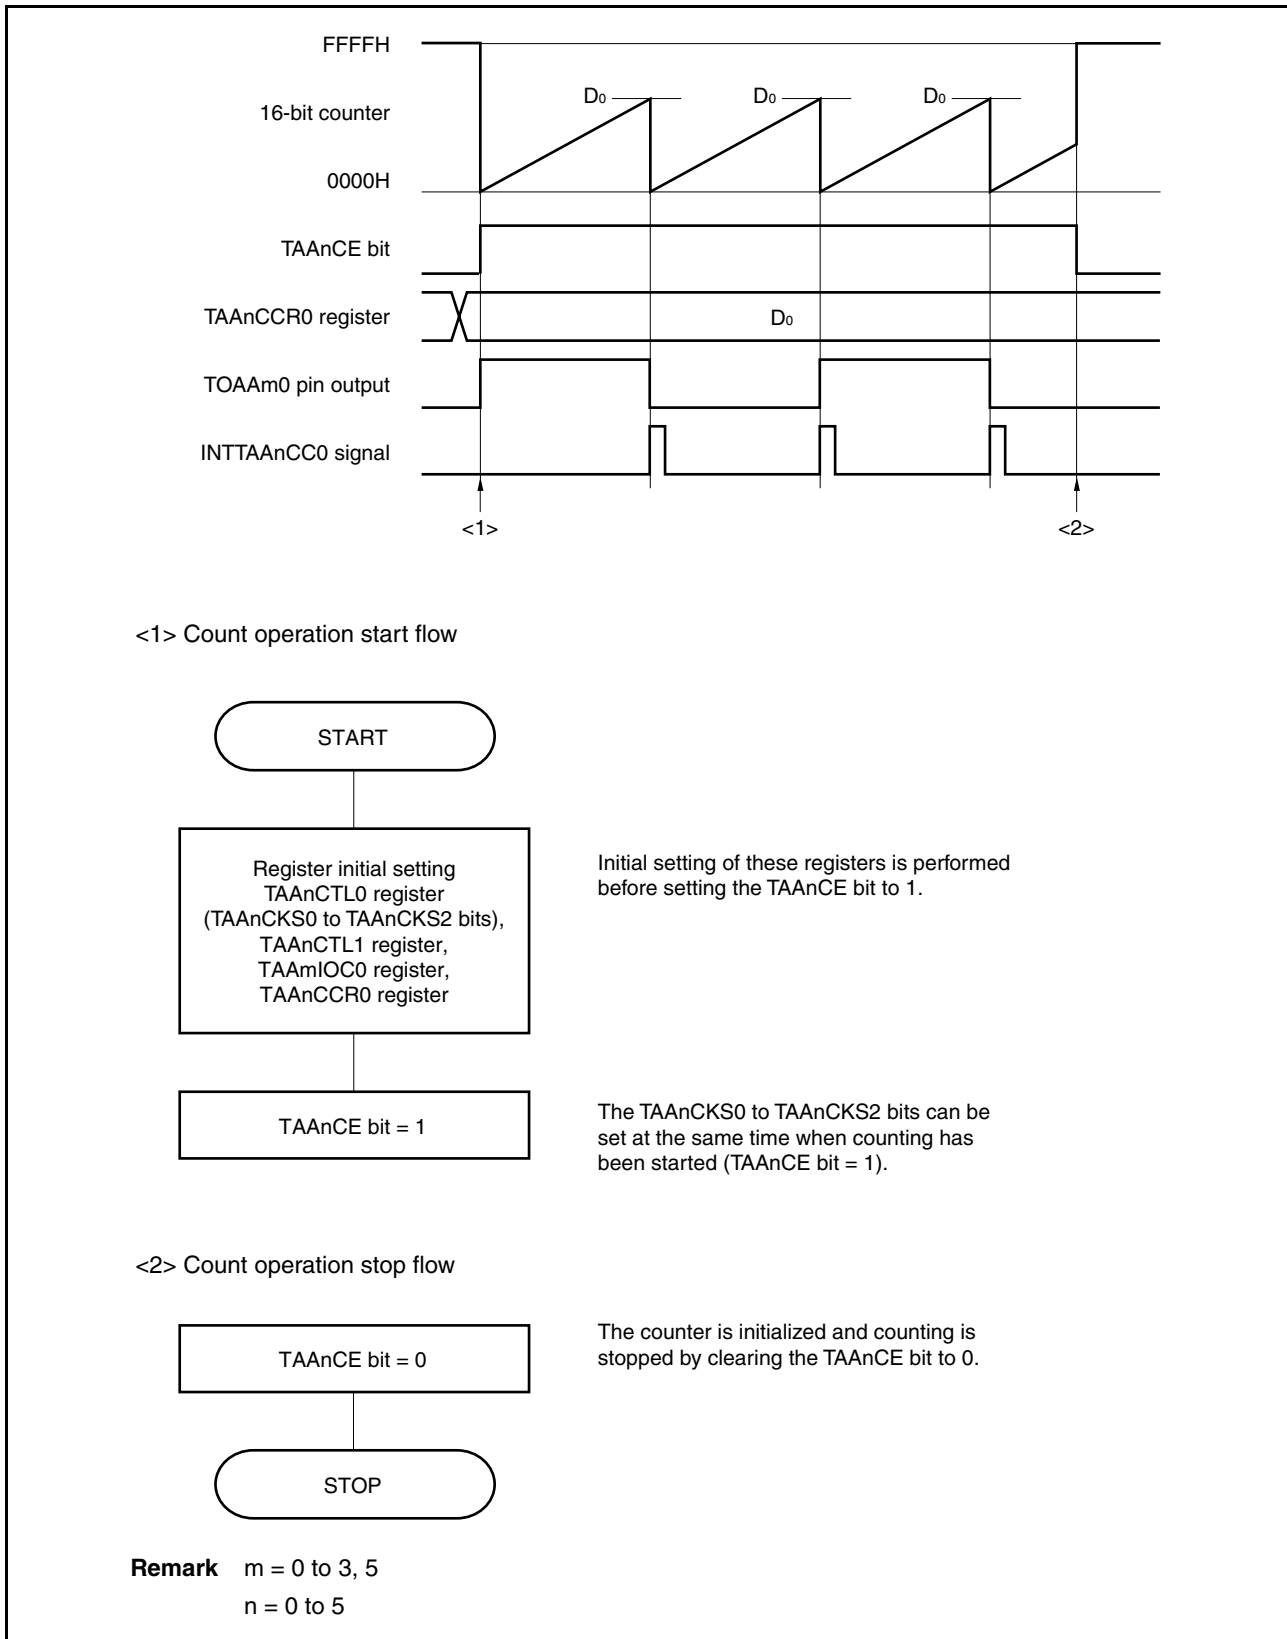 FFFFH
16-bit counter
0000H
D0
D0
D0
TAAnCE bit
TAAnCCR0 register
D0
TOAAm0 pin output
INTTAAnCC0 signal
<1>
<2>
<1> Count operation start flow
START
Register initial setting
TAAnCTL0 register
(TAAnCKS0 to TAAnCKS2 bits),
TAAnCTL1 register,
TAAmIOC0 register,
TAAnCCR0 register
Initial setting of these registers is performed
before setting the TAAnCE bit to 1.
TAAnCE bit = 1
The TAAnCKS0 to TAAnCKS2 bits can be
set at the same time when counting has
been started (TAAnCE bit = 1).
<2> Count operation stop flow
TAAnCE bit = 0
The counter is initialized and counting is
stopped by clearing the TAAnCE bit to 0.
STOP
Remark m = 0 to 3, 5
n = 0 to 5